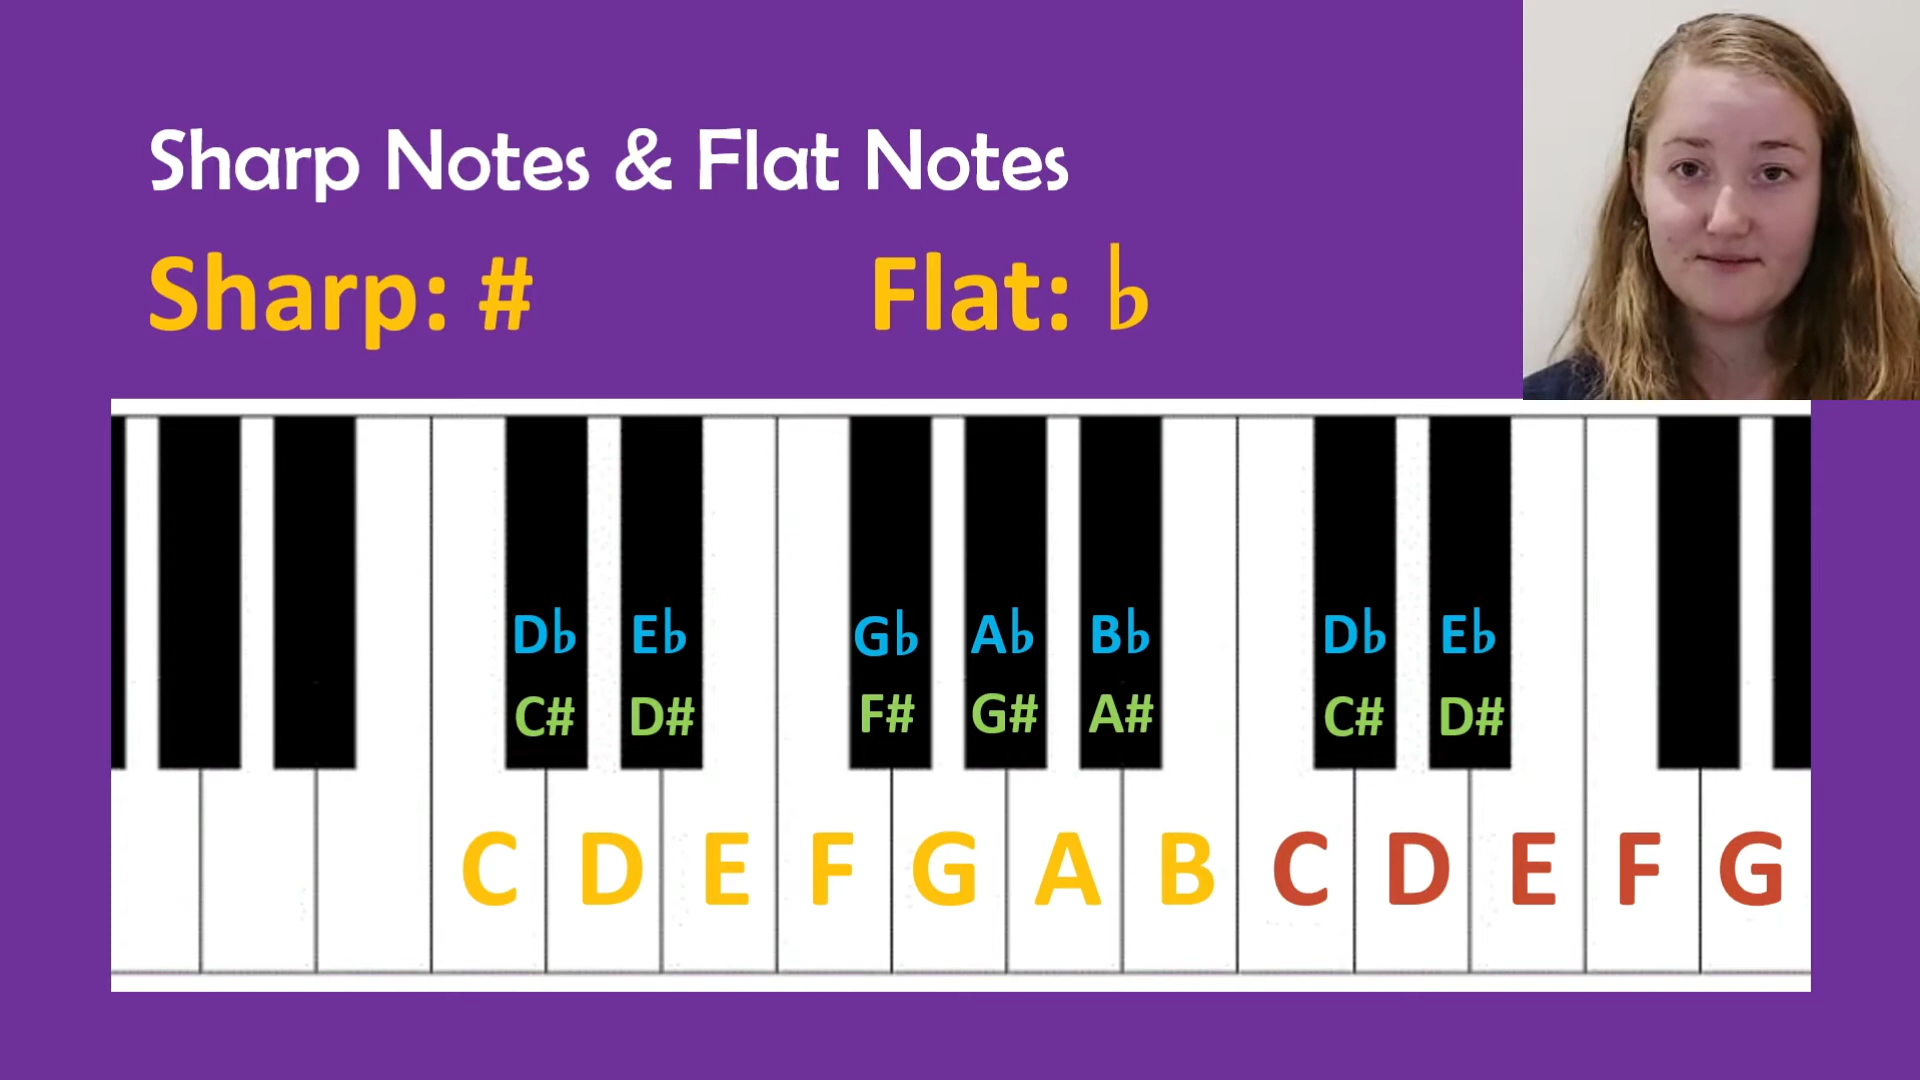 Sharp Notes & Flat Notes
Sharp: # Flat: ♭
D♭ E♭ G♭ A♭ B♭ D♭ E♭
C# D# F# G# A# C# D#
C D E F G A B C D E F G